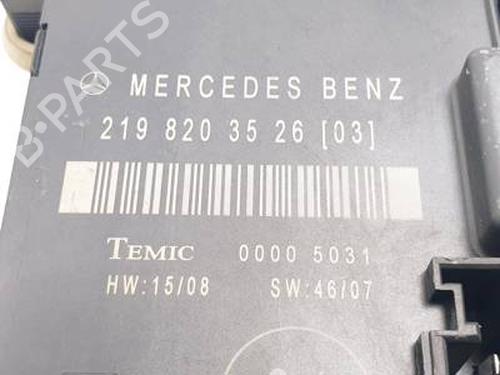 B-PARTS
MERCEDES BENZ
219 820 35 26 [03]
TEMIC 0000 5031
HW:15/08 SW:46/07